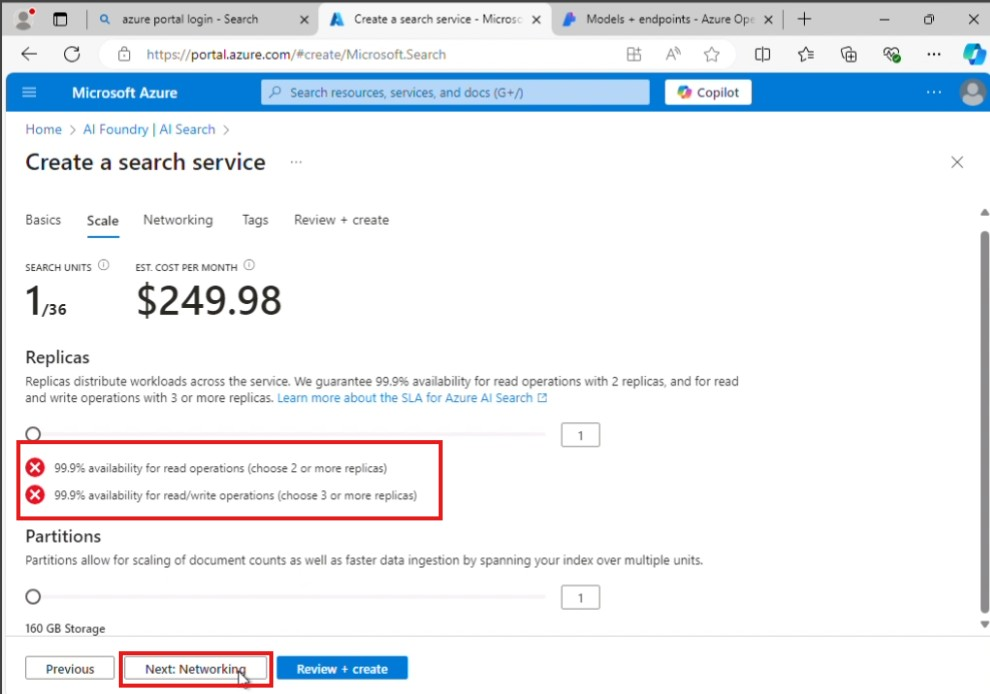 azure portal login - Search
Create a search service - Microso
Models + endpoints - Azure Ope
https://portal.azure.com/#create/Microsoft.Search
Microsoft Azure
Search resources, services, and docs (G+/)
Copilot
Home > AI Foundry | AI Search >
Create a search service
Basics Scale Networking Tags Review + create
SEARCH UNITS EST. COST PER MONTH
1/36 $249.98
Replicas
Replicas distribute workloads across the service. We guarantee 99.9% availability for read operations with 2 replicas, and for read
and write operations with 3 or more replicas. Learn more about the SLA for Azure AI Search
1
99.9% availability for read operations (choose 2 or more replicas)
99.9% availability for read/write operations (choose 3 or more replicas)
Partitions
Partitions allow for scaling of document counts as well as faster data ingestion by spanning your index over multiple units.
1
160 GB Storage
Previous Next: Networking Review + create